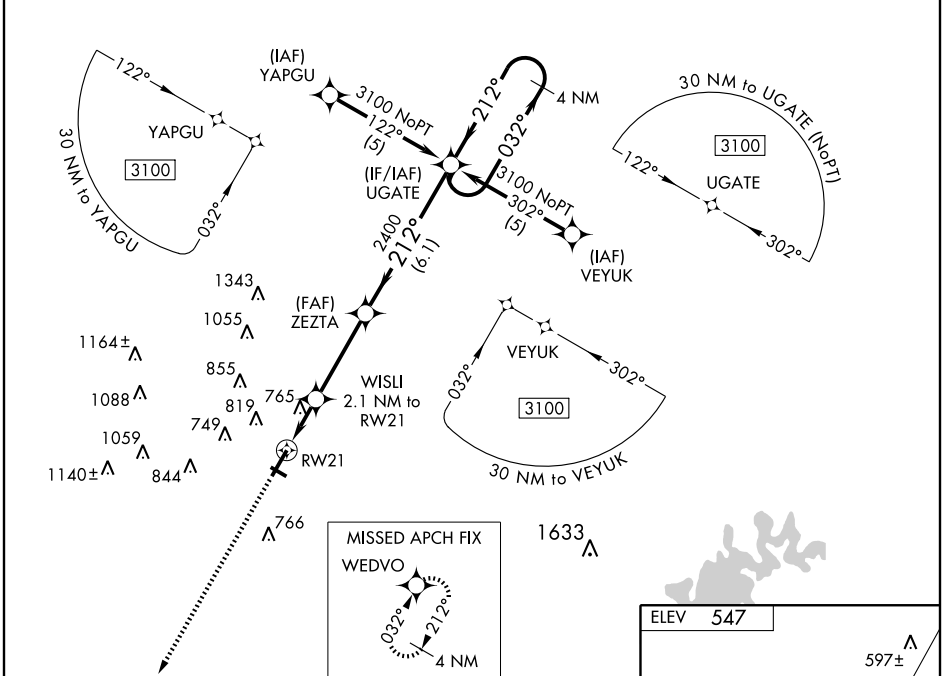 (IAF)
YAPGU
122°
YAPGU
3100
30 NM to YAPGU
032°
3100 NoPT
122°
(5)
212°
032°
4 NM
(IF/IAF)
UGATE
3100 NoPT
302°
(5)
(IAF)
VEYUK
30 NM to UGATE (NoPT)
3100
122°
UGATE
302°
2400
212°
(6.1)
(FAF)
ZEZTA
1343
1055
1164±
855
1088
819
765
749
1059
1140±
844
WISLI
2.1 NM to
RW21
RW21
766
VEYUK
032°
302°
3100
30 NM to VEYUK
1633
MISSED APCH FIX
WEDVO
032°
212°
4 NM
ELEV 547
597±